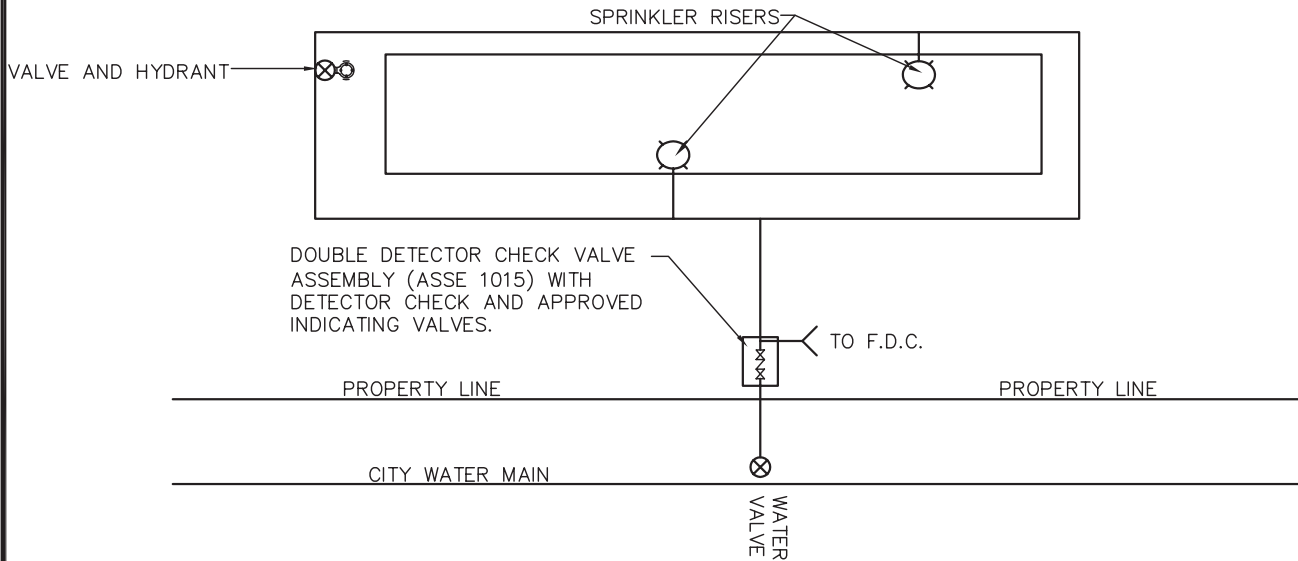 SPRINKLER RISERS
VALVE AND HYDRANT
DOUBLE DETECTOR CHECK VALVE
ASSEMBLY (ASSE 1015) WITH
DETECTOR CHECK AND APPROVED
INDICATING VALVES.
TO F.D.C.
PROPERTY LINE
PROPERTY LINE
CITY WATER MAIN
WATER
VALVE